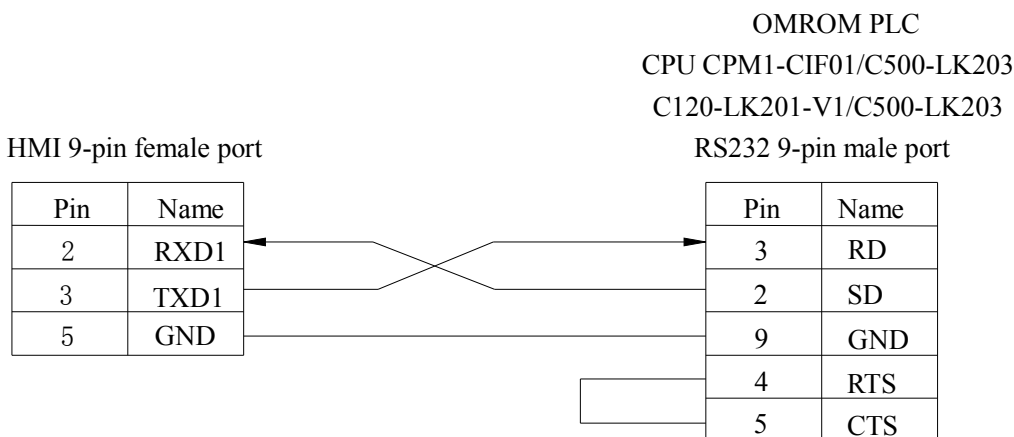 OMROM PLC
CPU CPM1-CIF01/C500-LK203
C120-LK201-V1/C500-LK203
HMI 9-pin female port
RS232 9-pin male port
Pin Name
2 RXD1
3 TXD1
5 GND
Pin Name
3 RD
2 SD
9 GND
4 RTS
5 CTS